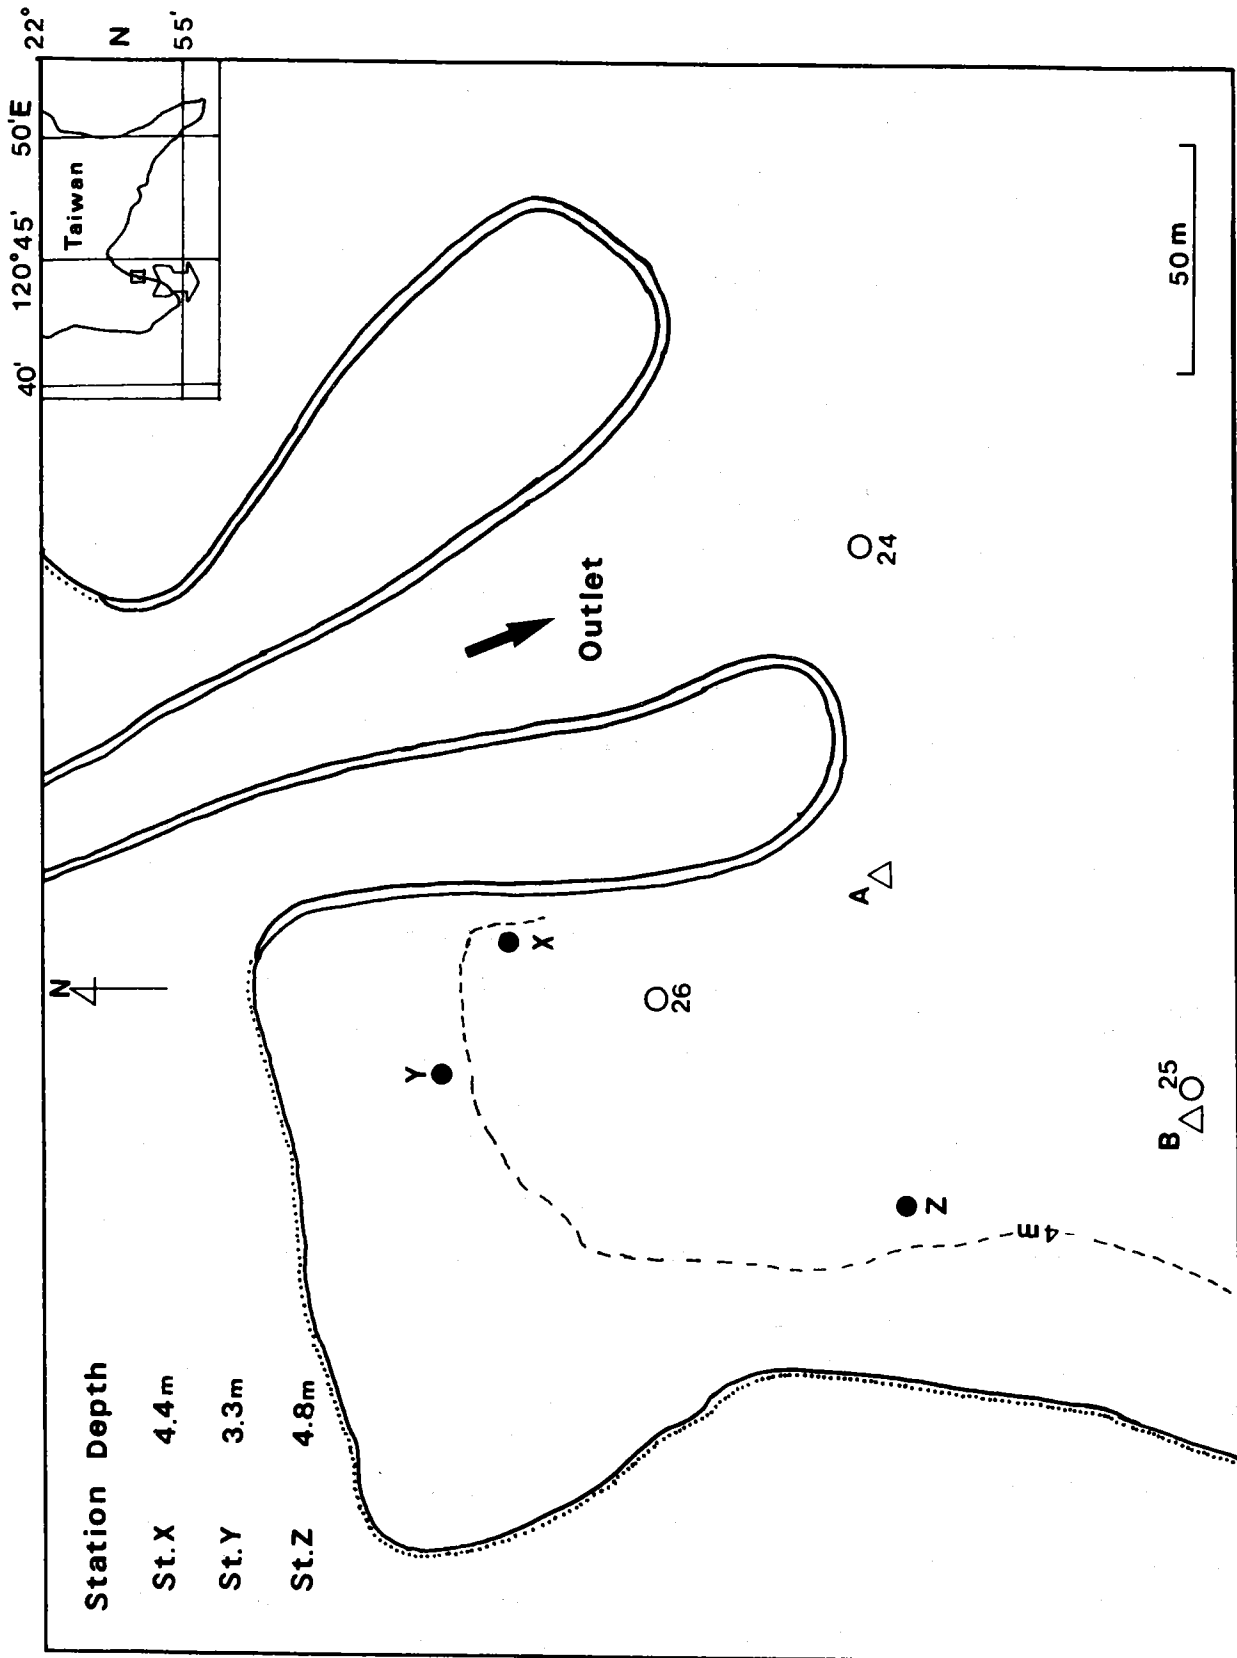 40' 120°45' 50'E
22°
N
55'
Taiwan
N
Outlet
24
X
Y
26
A
Z
B 25
4m
50m
Station Depth
St.X 4.4m
St.Y 3.3m
St.Z 4.8m